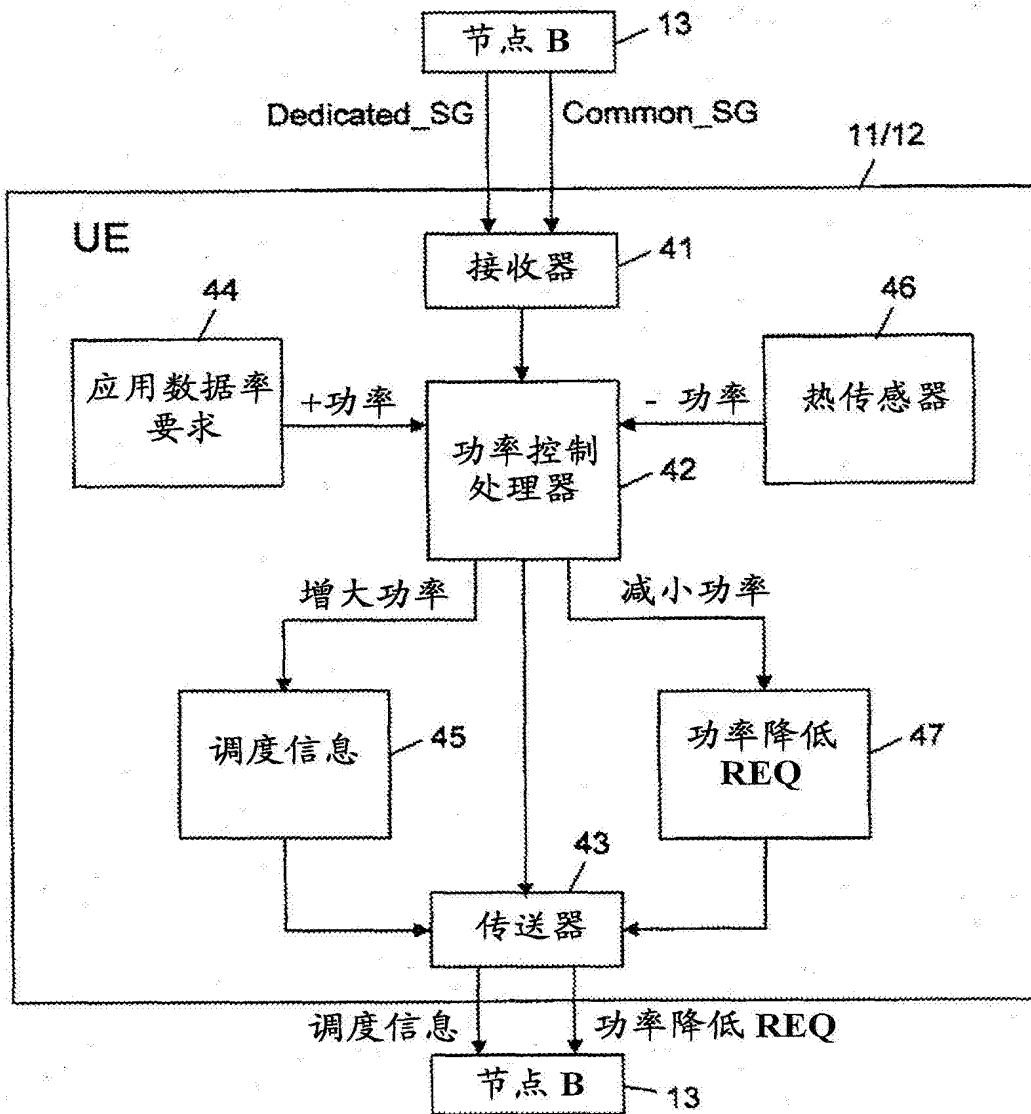 节点 B
13
Dedicated_SG
Common_SG
11/12
UE
接收器
41
44
46
应用数据率
要求
+功率
功率控制
处理器
42
- 功率
热传感器
增大功率
减小功率
调度信息
45
功率降低
REQ
47
43
传送器
调度信息
功率降低 REQ
节点 B
13